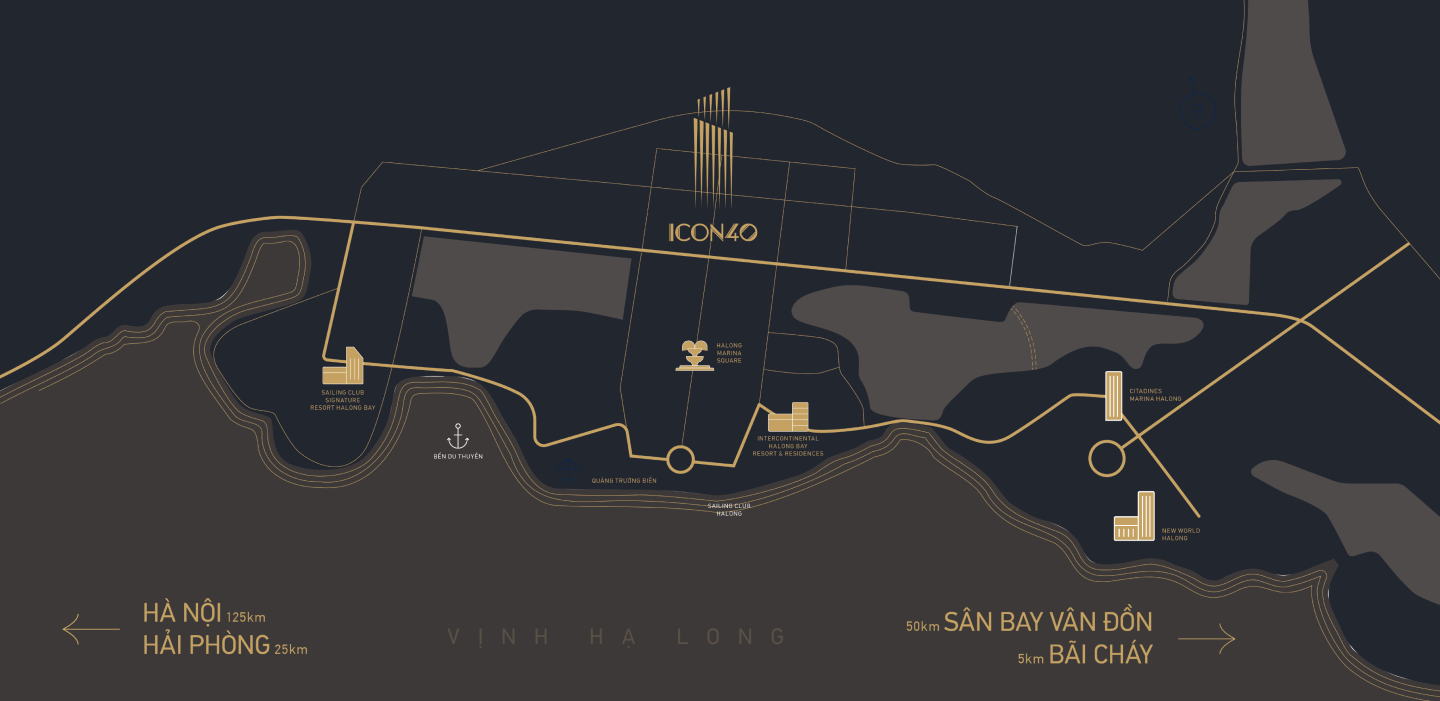 ICON40
HALONG
MARINA
SQUARE
SAILING CLUB
SIGNATURE
RESORT HALONG BAY
CITADINES
MARINA HALONG
BẾN DU THUYỀN
INTERCONTINENTAL
HALONG BAY
RESORT & RESIDENCES
QUẢNG TRƯỜNG BIỂN
SAILING CLUB
HALONG
NEW WORLD
HALONG
HÀ NỘI 125km
HẢI PHÒNG 25km
VỊNH HẠ LONG
50km SÂN BAY VÂN ĐỒN
5km BÃI CHÁY